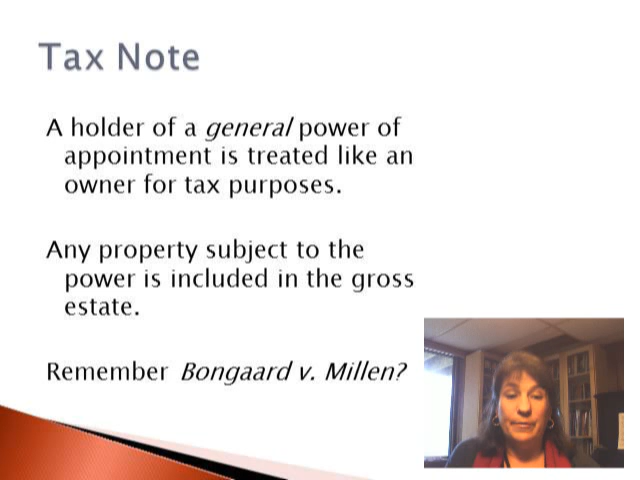 Tax Note
A holder of a general power of
appointment is treated like an
owner for tax purposes.
Any property subject to the
power is included in the gross
estate.
Remember Bongaard v. Millen?